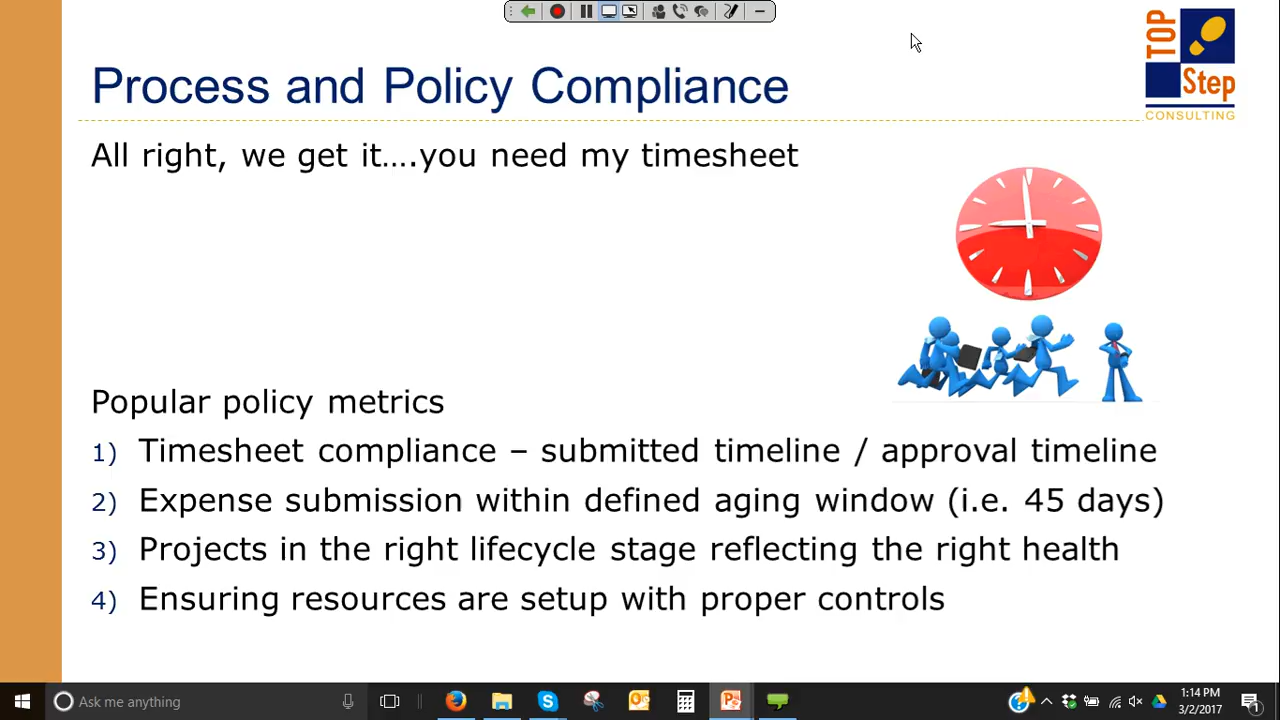 Process and Policy Compliance
TOP
Step
CONSULTING
All right, we get it....you need my timesheet
Popular policy metrics
1) Timesheet compliance – submitted timeline / approval timeline
2) Expense submission within defined aging window (i.e. 45 days)
3) Projects in the right lifecycle stage reflecting the right health
4) Ensuring resources are setup with proper controls
Ask me anything
1:14 PM
3/2/2017
1